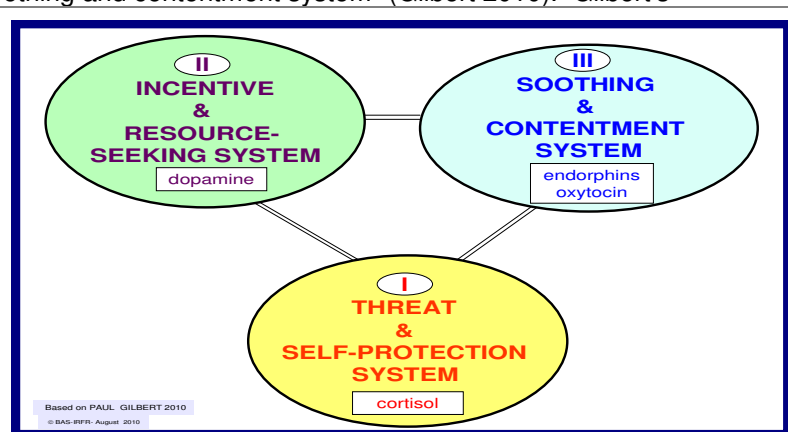 othing and contentment system" (Gilbert 2010).
II
INCENTIVE
&
RESOURCE-
SEEKING SYSTEM
dopamine
III
SOOTHING
&
CONTENTMENT
SYSTEM
endorphins
oxytocin
I
THREAT
&
SELF-PROTECTION
SYSTEM
cortisol
Based on PAUL GILBERT 2010
© BAS-IRFR- August 2010